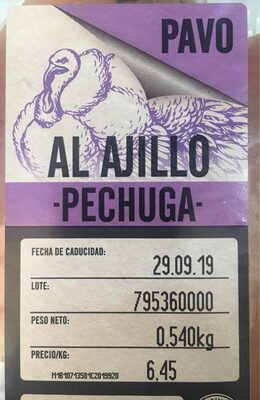 PAVO
AL AJILLO
-PECHUGA-
FECHA DE CADUCIDAD:
29.09.19
LOTE:
795360000
PESO NETO:
0.540kg
PRECIO/KG:
6,45